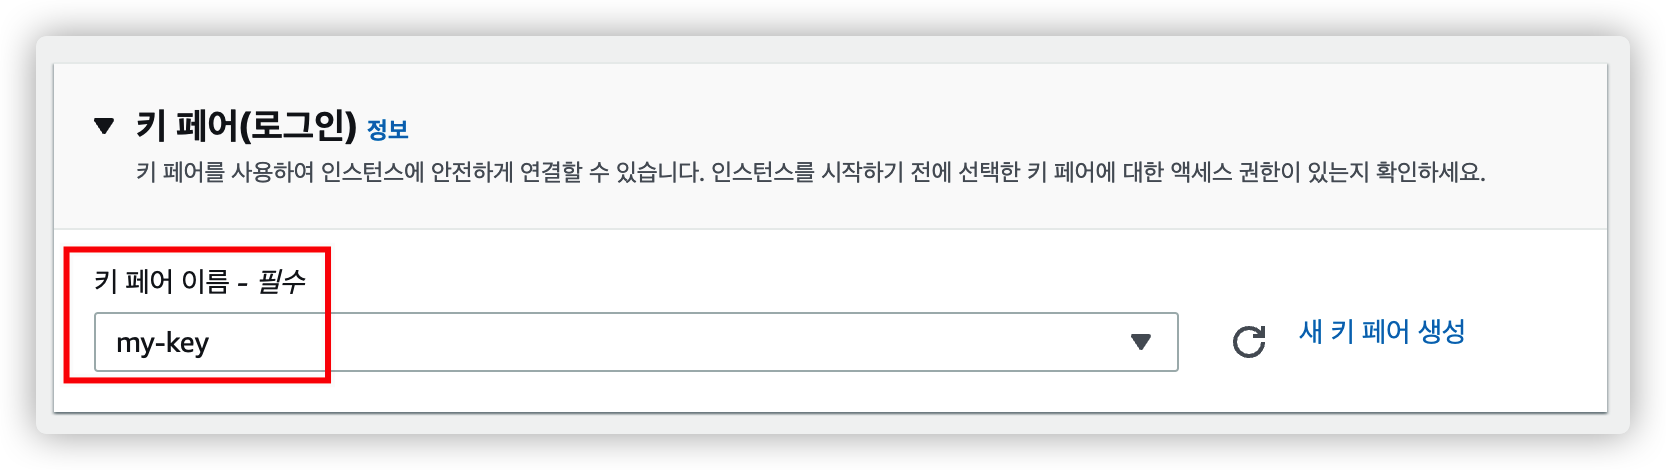 키 페어(로그인) 정보
키 페어를 사용하여 인스턴스에 안전하게 연결할 수 있습니다. 인스턴스를 시작하기 전에 선택한 키 페어에 대한 액세스 권한이 있는지 확인하세요.
키 페어 이름 - 필수
my-key
새 키 페어 생성